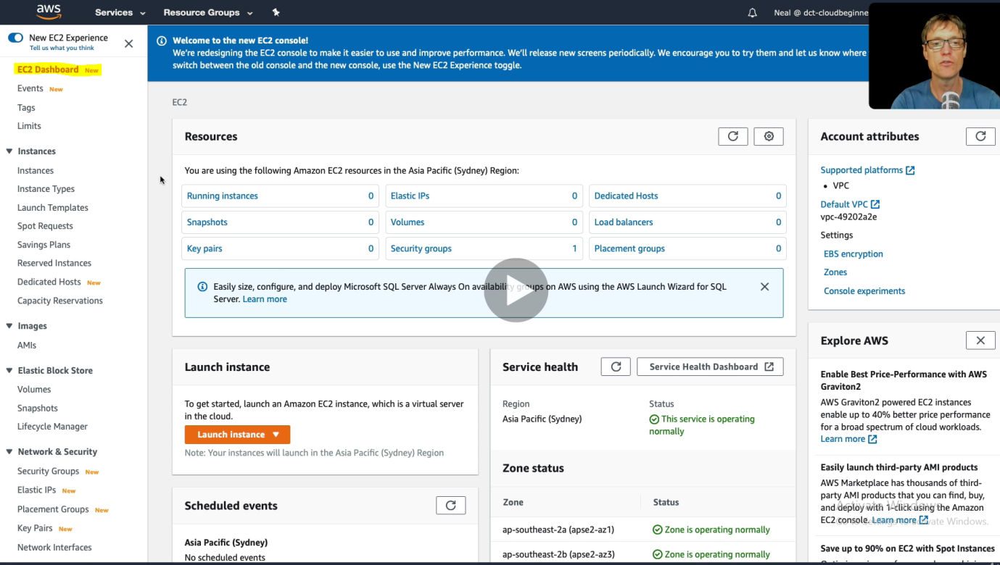 aws
Services
Resource Groups
Neal @ dct-cloudbeginne
New EC2 Experience
Tell us what you think
EC2 Dashboard New
Events New
Tags
Limits
Instances
Instances
Instance Types
Launch Templates
Spot Requests
Savings Plans
Reserved Instances
Dedicated Hosts New
Capacity Reservations
Images
AMIs
Elastic Block Store
Volumes
Snapshots
Lifecycle Manager
Network & Security
Security Groups New
Elastic IPs New
Placement Groups New
Key Pairs New
Network Interfaces
Welcome to the new EC2 console!
We're redesigning the EC2 console to make it easier to use and improve performance. We'll release new screens periodically. We encourage you to try them and let us know where
switch between the old console and the new console, use the New EC2 Experience toggle.
EC2
Resources
You are using the following Amazon EC2 resources in the Asia Pacific (Sydney) Region:
Running instances 0
Elastic IPs 0
Dedicated Hosts 0
Snapshots 0
Volumes 0
Load balancers 0
Key pairs 0
Security groups 1
Placement groups 0
Easily size, configure, and deploy Microsoft SQL Server Always On availability groups on AWS using the AWS Launch Wizard for SQL
Server. Learn more
Launch instance
To get started, launch an Amazon EC2 instance, which is a virtual server
in the cloud.
Launch instance
Note: Your instances will launch in the Asia Pacific (Sydney) Region
Scheduled events
Asia Pacific (Sydney)
No scheduled events
Service health
Service Health Dashboard
Region
Status
Asia Pacific (Sydney)
This service is operating
normally
Zone status
Zone
Status
ap-southeast-2a (apse2-az1)
Zone is operating normally
ap-southeast-2b (apse2-az3)
Zone is operating normally
Account attributes
Supported platforms
• VPC
Default VPC
vpc-49202a2e
Settings
EBS encryption
Zones
Console experiments
Explore AWS
Enable Best Price-Performance with AWS
Graviton2
AWS Graviton2 powered EC2 instances
enable up to 40% better price performance
for a broad spectrum of cloud workloads.
Learn more
Easily launch third-party AMI products
AWS Marketplace has thousands of third-
party AMI products that you can find, buy,
and deploy with 1-click using the Amazon
EC2 console. Learn more
Activate Windows
Go to Settings to activate Windows.
Save up to 90% on EC2 with Spot Instances